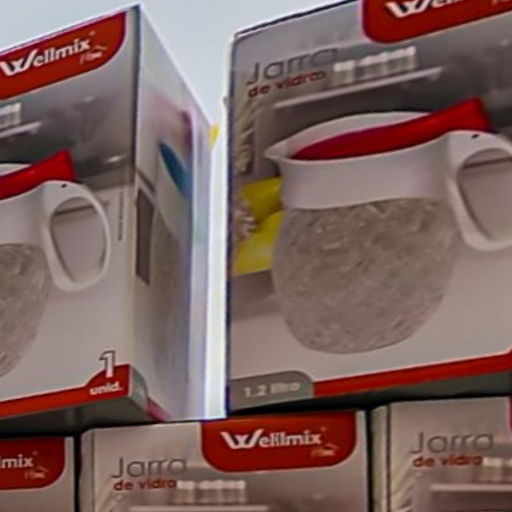 Wellmix
Wellmix
Jarra
de vidro
1
unid.
1.2 litro
mix
Wellmix
Jarra
de vidro
Jarra
de vidro